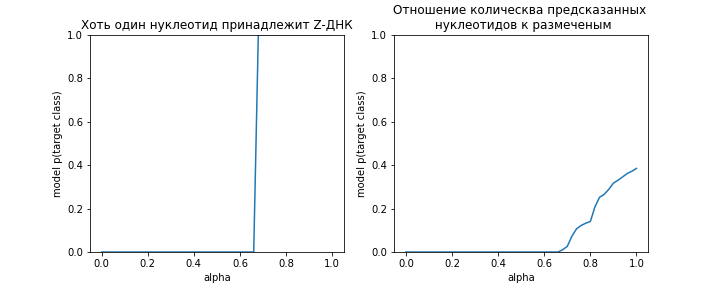 Хоть один нуклеотид принадлежит Z-ДНК
1.0
0.8
0.6
0.4
0.2
0.0
model p(target class)
0.0 0.2 0.4 0.6 0.8 1.0
alpha
Отношение колическва предсказанных
нуклеотидов к размеченым
1.0
0.8
0.6
0.4
0.2
0.0
model p(target class)
0.0 0.2 0.4 0.6 0.8 1.0
alpha